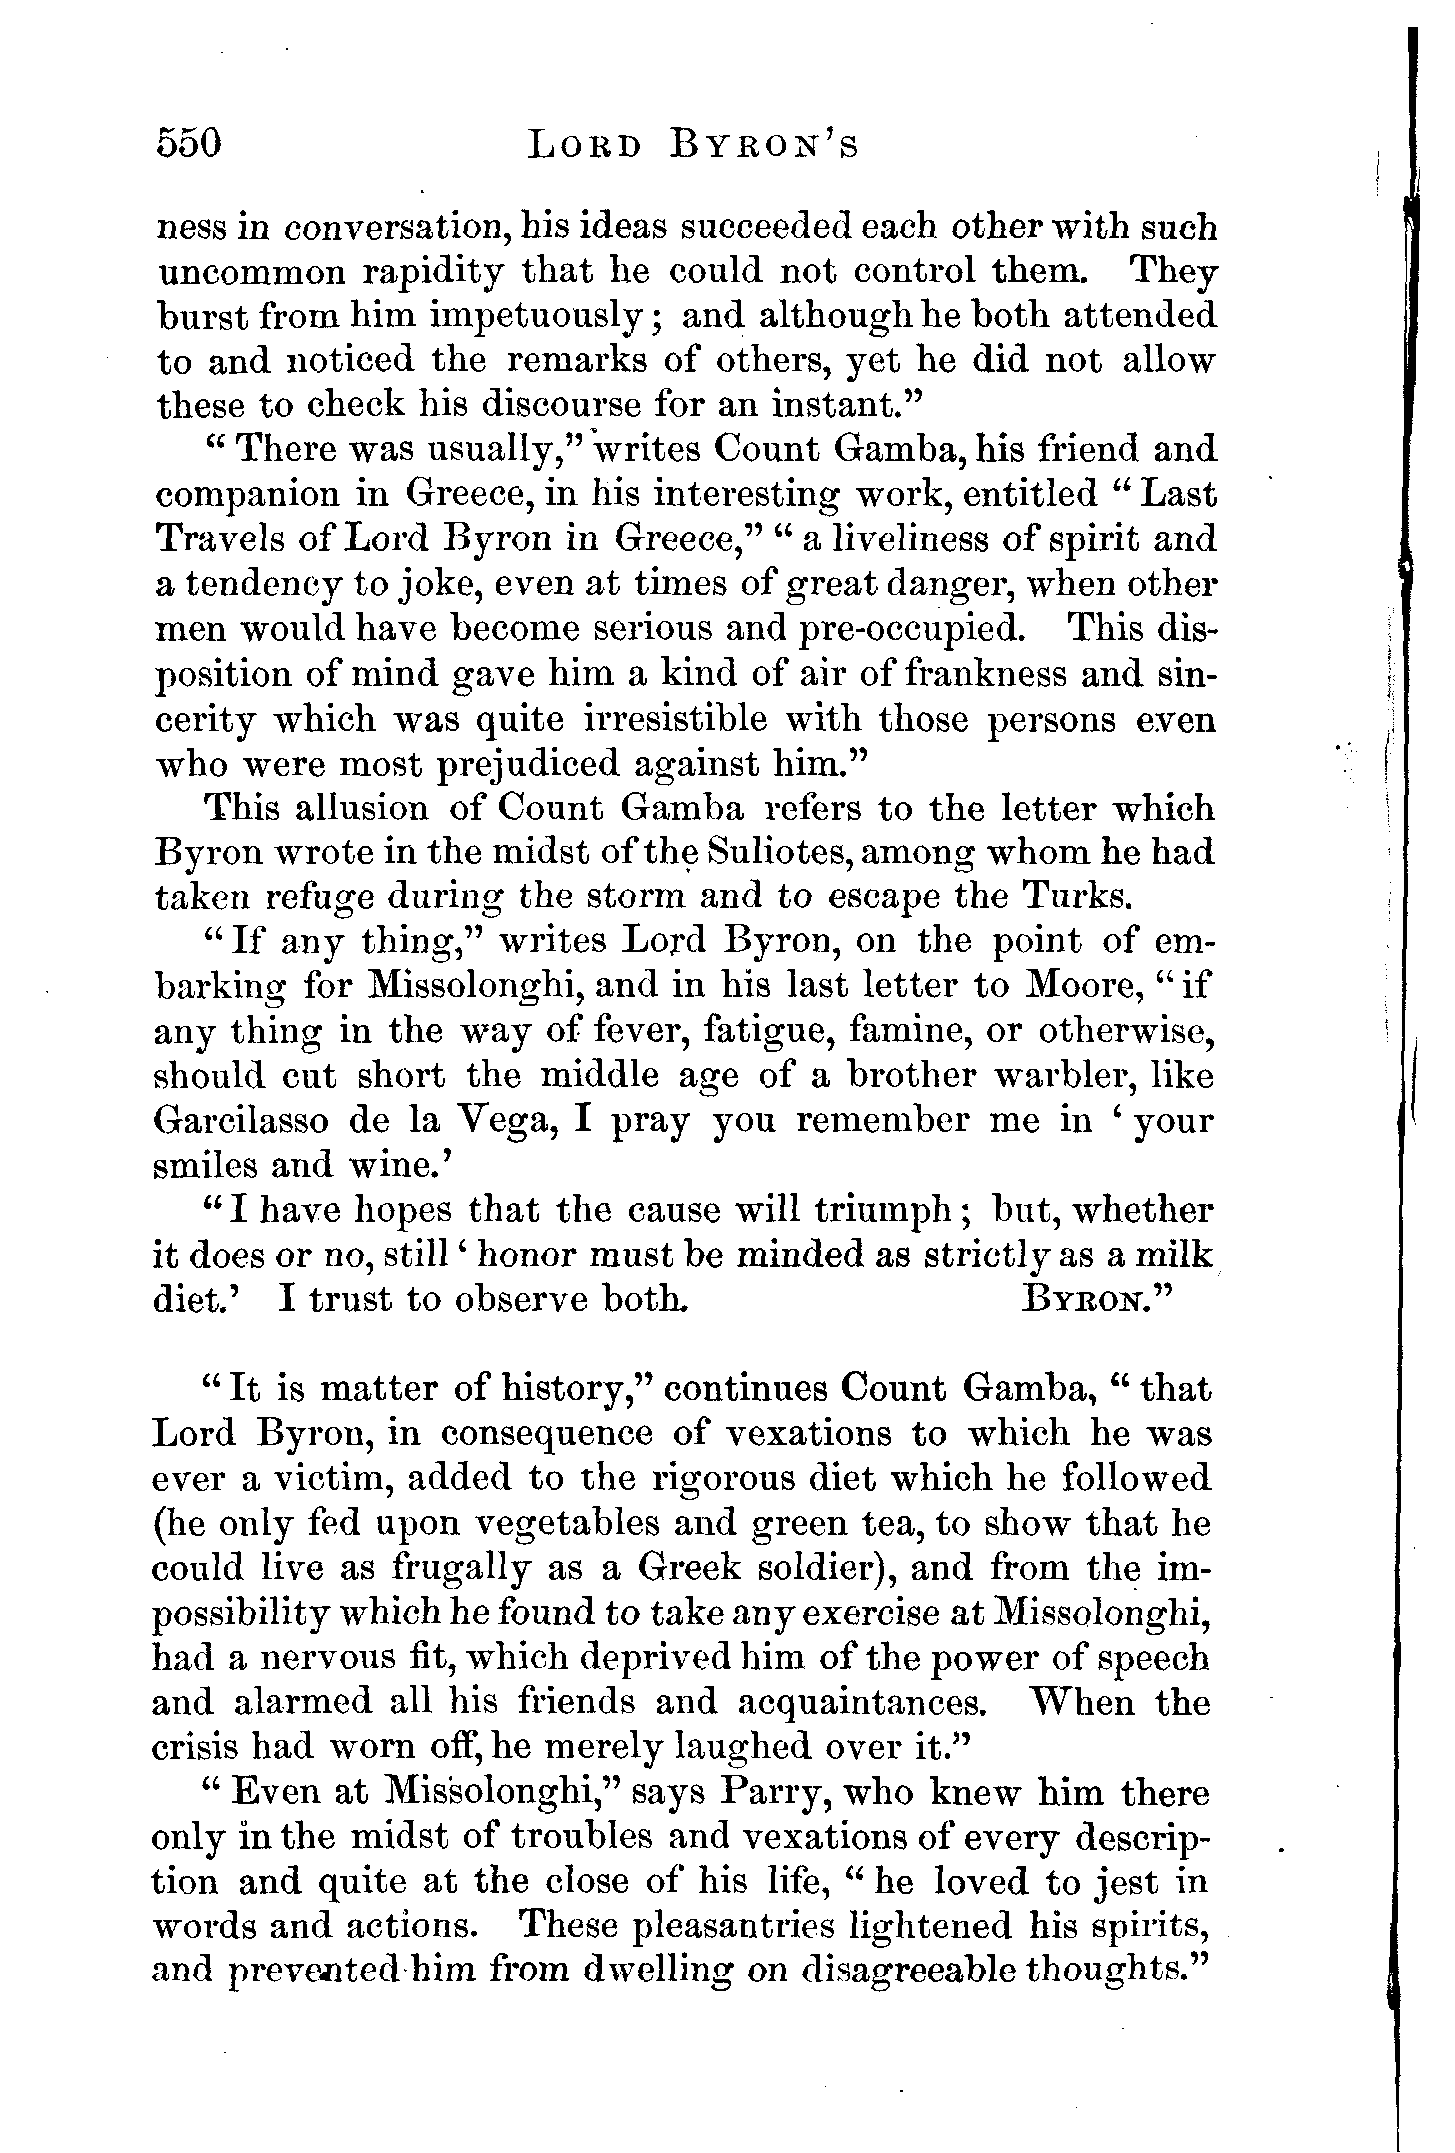 550 LORD BYRON'S
ness in conversation, his ideas succeeded each other with such
uncommon rapidity that he could not control them. They
burst from him impetuously; and although he both attended
to and noticed the remarks of others, yet he did not allow
these to check his discourse for an instant."
"There was usually," writes Count Gamba, his friend and
companion in Greece, in his interesting work, entitled "Last
Travels of Lord Byron in Greece," "a liveliness of spirit and
a tendency to joke, even at times of great danger, when other
men would have become serious and pre-occupied. This dis-
position of mind gave him a kind of air of frankness and sin-
cerity which was quite irresistible with those persons even
who were most prejudiced against him."
This allusion of Count Gamba refers to the letter which
Byron wrote in the midst of the Suliotes, among whom he had
taken refuge during the storm and to escape the Turks.
"If any thing," writes Lord Byron, on the point of em-
barking for Missolonghi, and in his last letter to Moore, "if
any thing in the way of fever, fatigue, famine, or otherwise,
should cut short the middle age of a brother warbler, like
Garcilasso de la Vega, I pray you remember me in 'your
smiles and wine.'
"I have hopes that the cause will triumph; but, whether
it does or no, still 'honor must be minded as strictly as a milk
diet.' I trust to observe both. BYRON."
"It is matter of history," continues Count Gamba, "that
Lord Byron, in consequence of vexations to which he was
ever a victim, added to the rigorous diet which he followed
(he only fed upon vegetables and green tea, to show that he
could live as frugally as a Greek soldier), and from the im-
possibility which he found to take any exercise at Missolonghi,
had a nervous fit, which deprived him of the power of speech
and alarmed all his friends and acquaintances. When the
crisis had worn off, he merely laughed over it."
"Even at Missolonghi," says Parry, who knew him there
only in the midst of troubles and vexations of every descrip-
tion and quite at the close of his life, "he loved to jest in
words and actions. These pleasantries lightened his spirits,
and prevented him from dwelling on disagreeable thoughts."